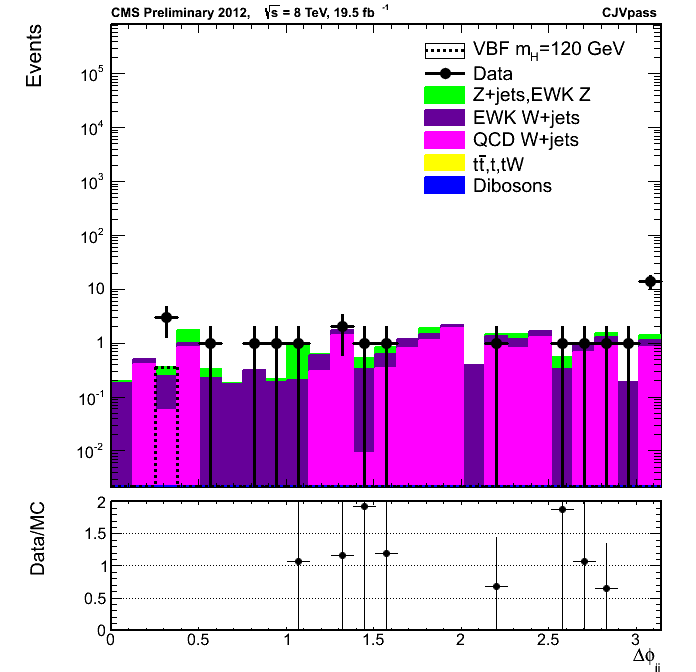 CMS Preliminary 2012, √s = 8 TeV, 19.5 fb⁻¹ CJVpass
Events
VBF m_H=120 GeV
Data
Z+jets,EWK Z
EWK W+jets
QCD W+jets
tt̅,t,tW
Dibosons
10⁵
10⁴
10³
10²
10
1
10⁻¹
10⁻²
Data/MC
2
1.5
1
0.5
0
0 0.5 1 1.5 2 2.5 3
Δϕ_jj